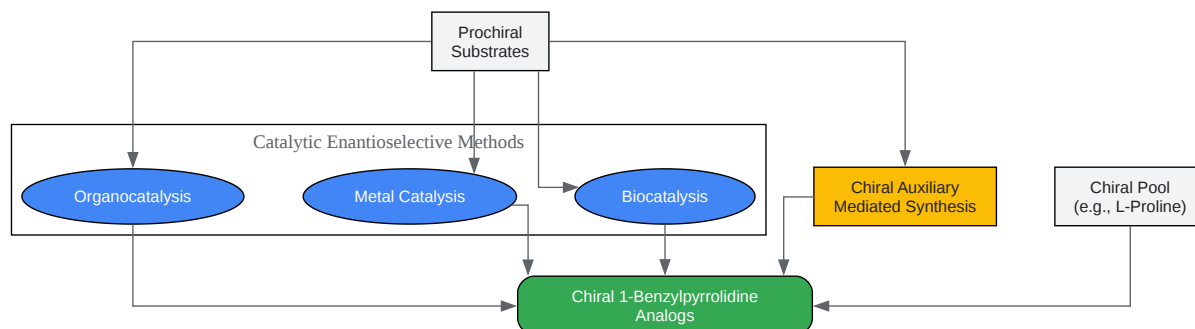 Prochiral
Substrates
Catalytic Enantioselective Methods
Organocatalysis
Metal Catalysis
Biocatalysis
Chiral Auxiliary
Mediated Synthesis
Chiral Pool
(e.g., L-Proline)
Chiral 1-Benzylpyrrolidine
Analogs